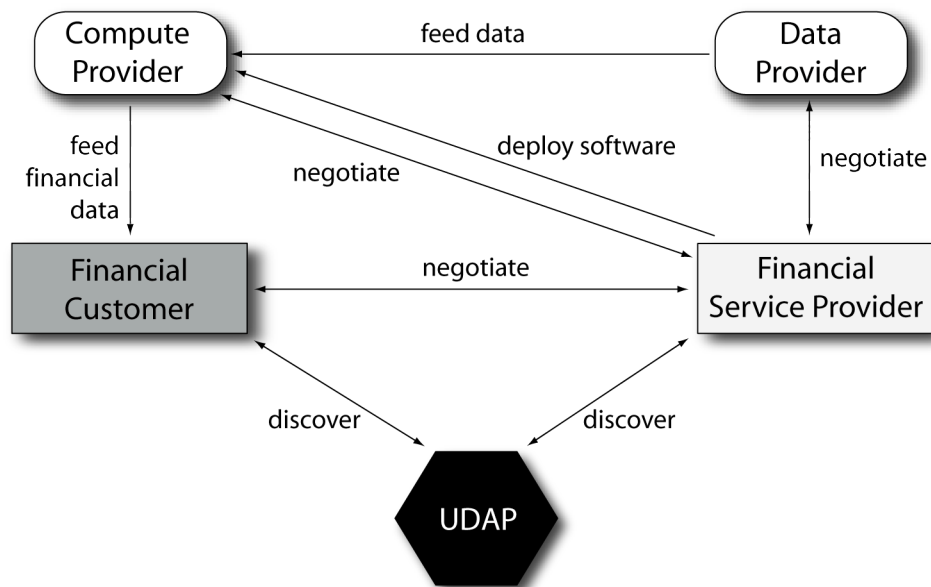 Compute
Provider
feed data
Data
Provider
feed
financial
data
deploy software
negotiate
negotiate
Financial
Customer
negotiate
Financial
Service Provider
discover
discover
UDAP